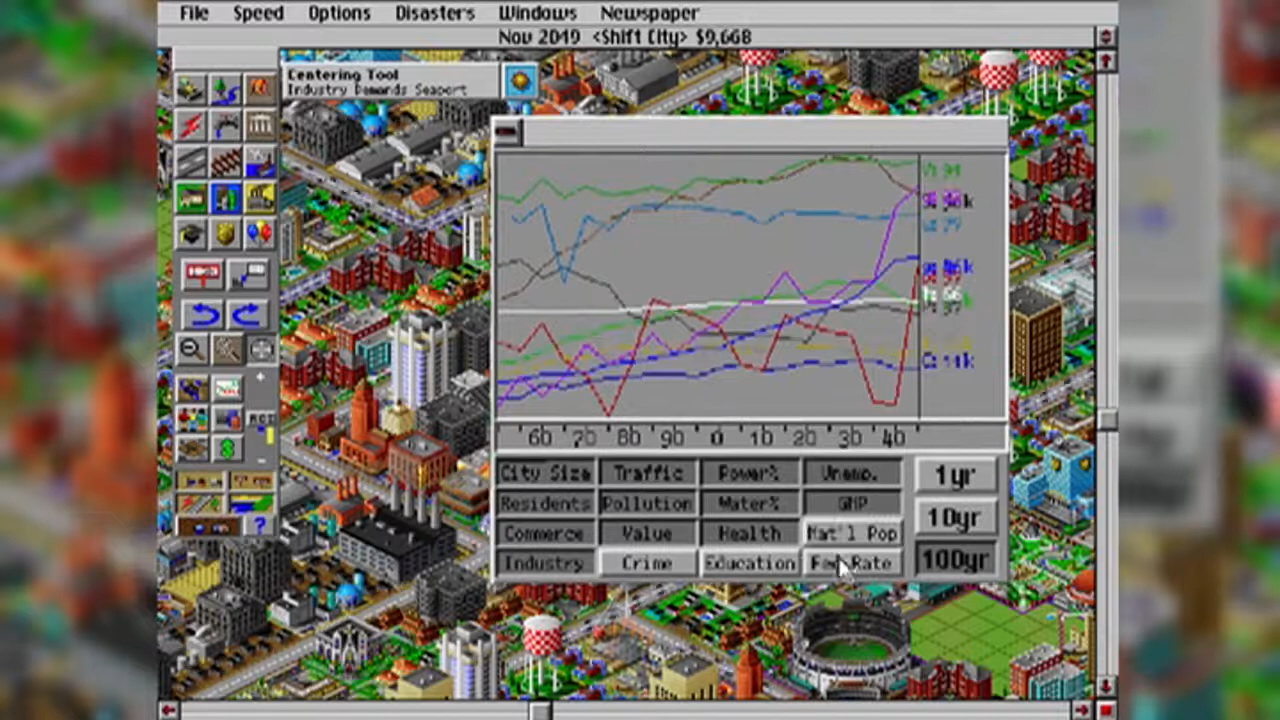 File Speed Options Disasters Windows Newspaper
Nov 2049 <Shift City> $9,668
Centering Tool
Industry Demands Seaport
60 70 80 90 0 10 20 30 40
City Size Traffic Power% Unemp. 1yr
Residents Pollution Water% GNP 10yr
Commerce Value Health Nat'l Pop
Industry Crime Education Fed Rate 100yr
?